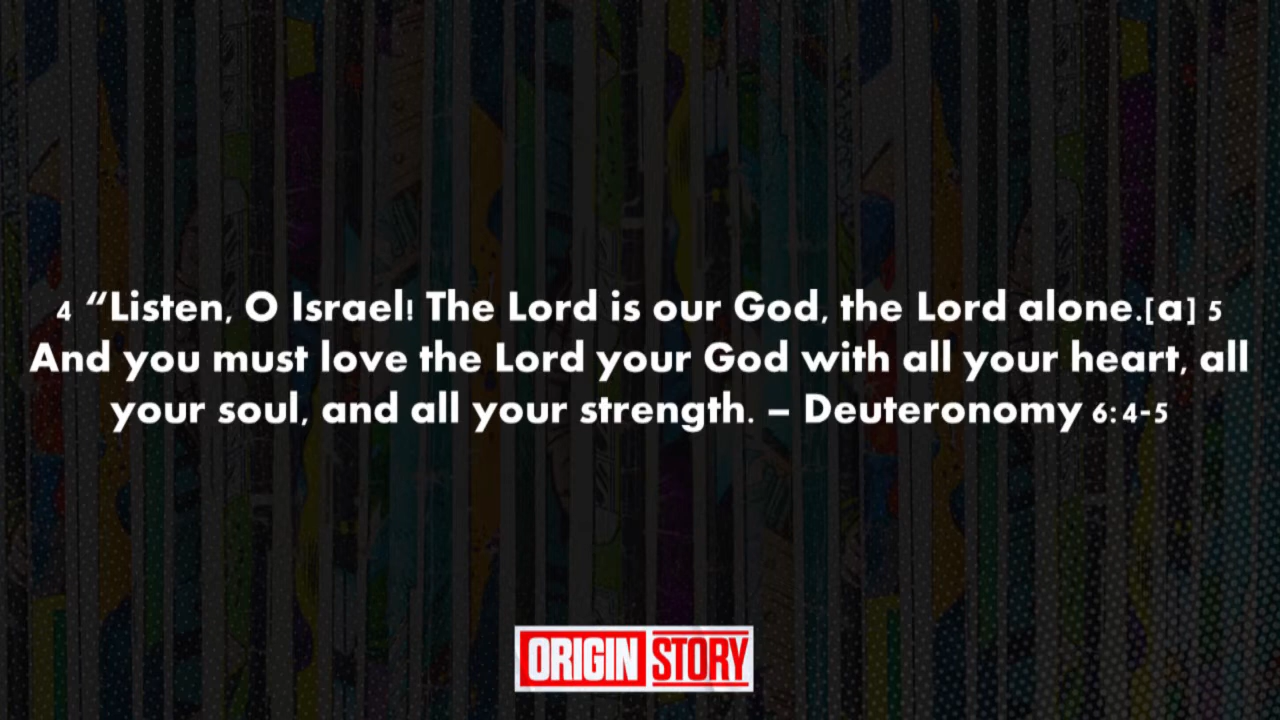 4 “Listen, O Israel! The Lord is our God, the Lord alone.[a] 5
And you must love the Lord your God with all your heart, all
your soul, and all your strength. – Deuteronomy 6:4-5
ORIGIN STORY